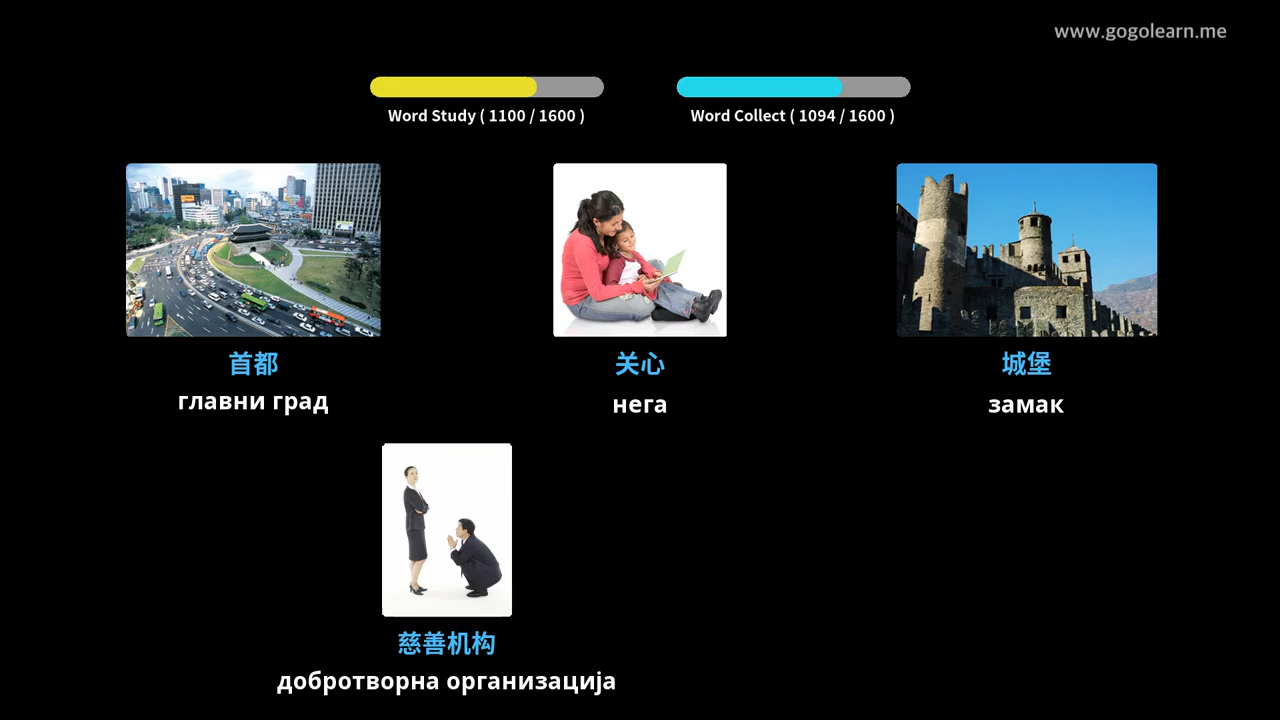 www.gogolearn.me
Word Study ( 1100 / 1600 )
Word Collect ( 1094 / 1600 )
首都
главни град
关心
нега
城堡
замак
慈善机构
добротворна организација